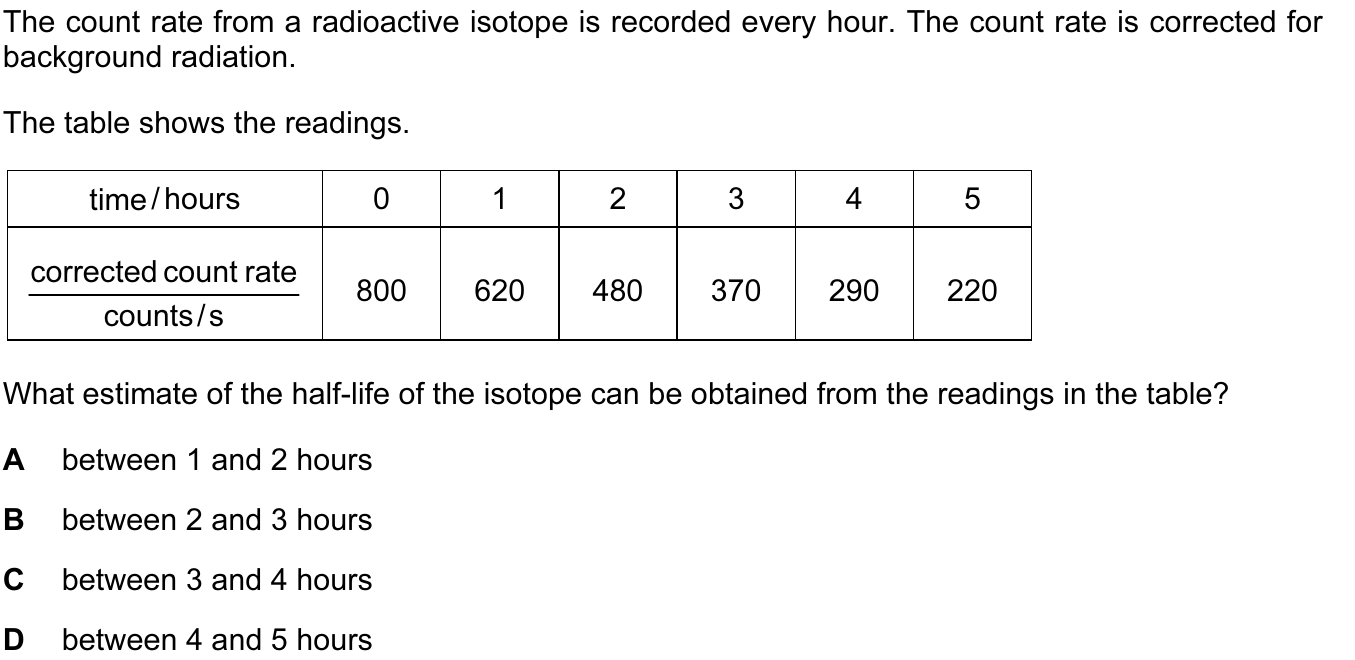 The count rate from a radioactive isotope is recorded every hour. The count rate is corrected for
background radiation.
The table shows the readings.
time / hours 0 1 2 3 4 5
corrected count rate
counts / s
800 620 480 370 290 220
What estimate of the half-life of the isotope can be obtained from the readings in the table?
A between 1 and 2 hours
B between 2 and 3 hours
C between 3 and 4 hours
D between 4 and 5 hours